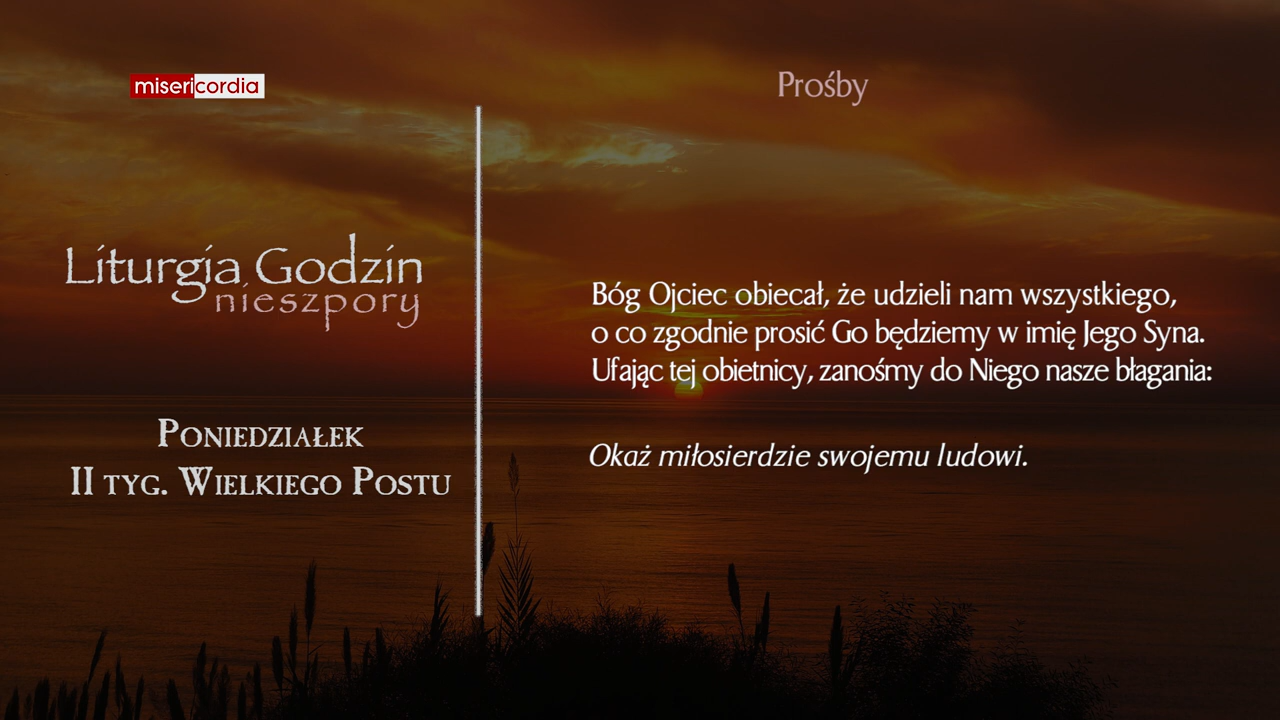 misericordia
Liturgia Godzin
nieszpory
Poniedziałek
II tyg. Wielkiego Postu
Prośby
Bóg Ojciec obiecał, że udzieli nam wszystkiego,
o co zgodnie prosić Go będziemy w imię Jego Syna.
Ufając tej obietnicy, zanośmy do Niego nasze błagania:
Okaż miłosierdzie swojemu ludowi.